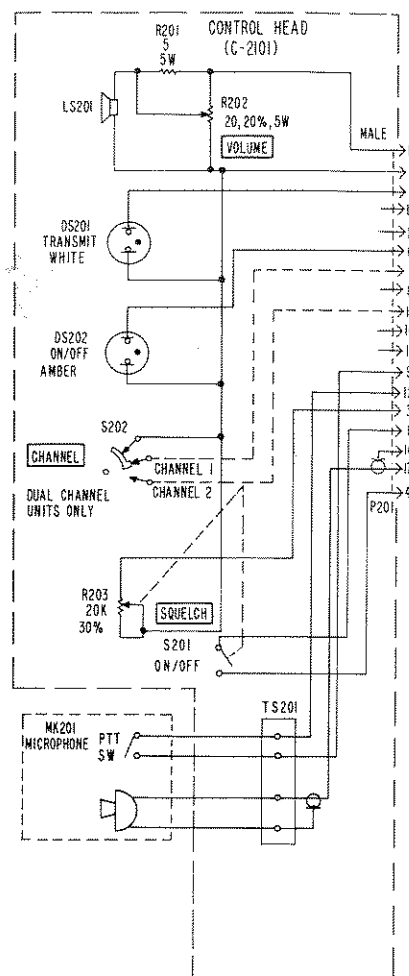 CONTROL HEAD
(C-2101)
R201
5
5W
LS201
R202
20,20%,5W
VOLUME
MALE
DS201
TRANSMIT
WHITE
DS202
ON/OFF
AMBER
S202
CHANNEL
CHANNEL 1
CHANNEL 2
DUAL CHANNEL
UNITS ONLY
P201
R203
20K
30%
SQUELCH
S201
ON/OFF
TS201
MK201
MICROPHONE
PTT
SW